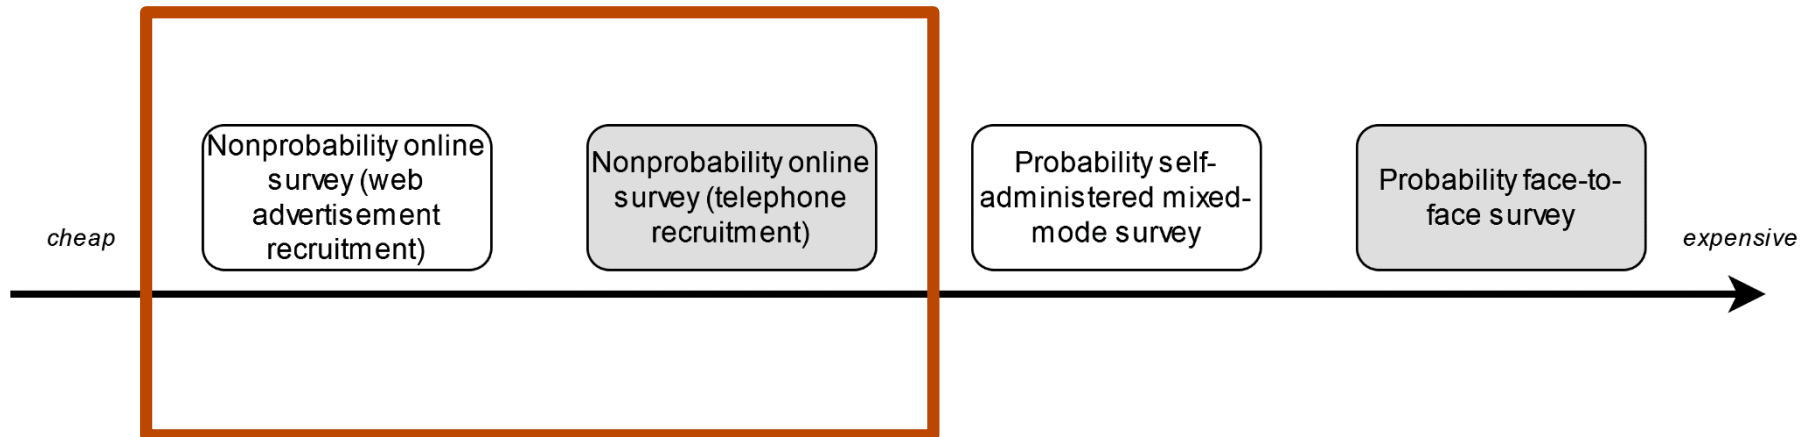 cheap
Nonprobability online
survey (web
advertisement
recruitment)
Nonprobability online
survey (telephone
recruitment)
Probability self-
administered mixed-
mode survey
Probability face-to-
face survey
expensive